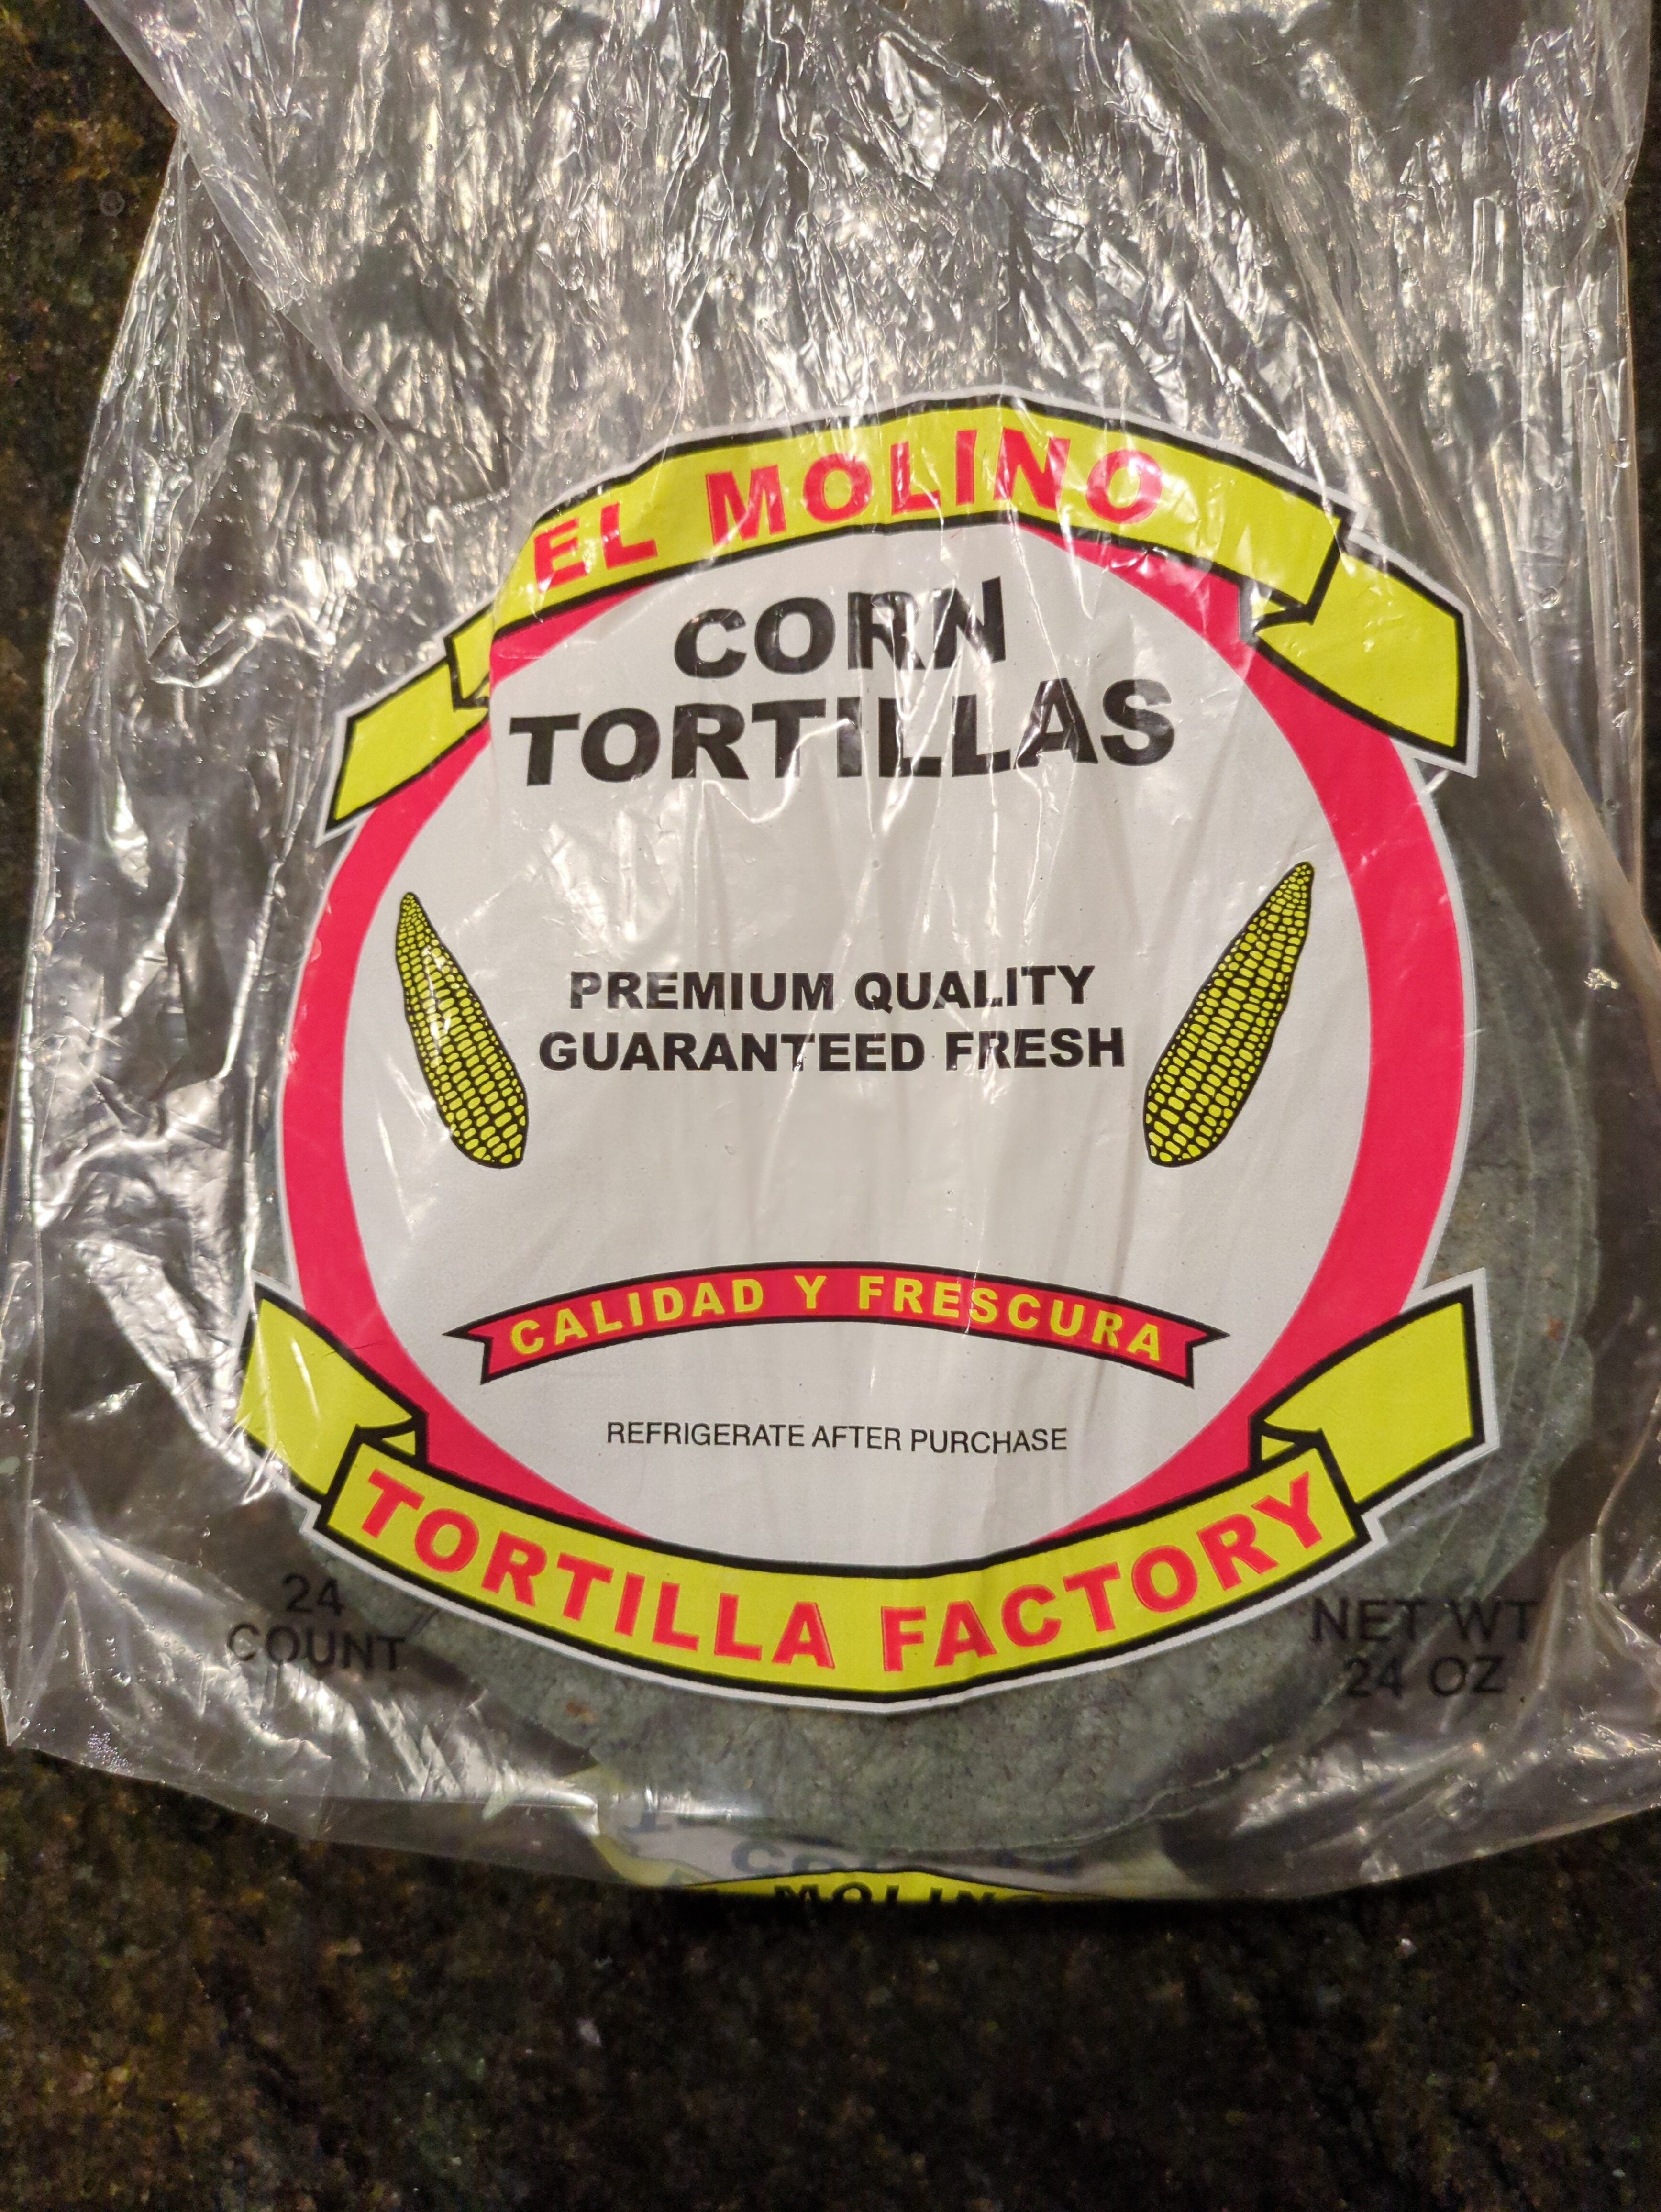 EL MOLINO
CORN
TORTILLAS
PREMIUM QUALITY
GUARANTEED FRESH
CALIDAD Y FRESCURA
REFRIGERATE AFTER PURCHASE
TORTILLA FACTORY
24
COUNT
NET WT
24 OZ
MOLINO